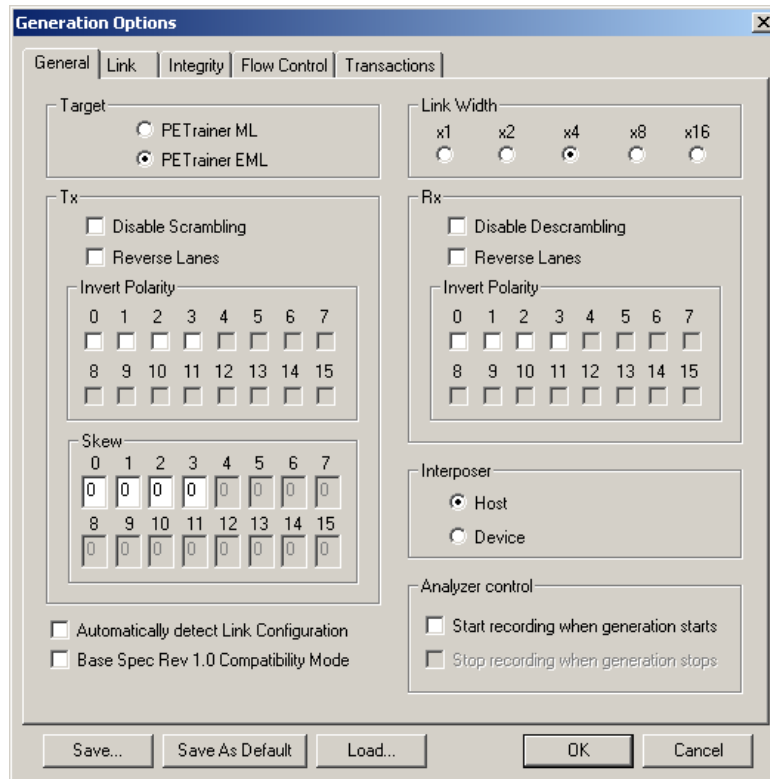 Generation Options
General Link Integrity Flow Control Transactions
Target
PETrainer ML
PETrainer EML
Link Width
x1 x2 x4 x8 x16
Tx
Disable Scrambling
Reverse Lanes
Invert Polarity
0 1 2 3 4 5 6 7
8 9 10 11 12 13 14 15
Skew
0 1 2 3 4 5 6 7
0 0 0 0 0 0 0 0
8 9 10 11 12 13 14 15
0 0 0 0 0 0 0 0
Rx
Disable Descrambling
Reverse Lanes
Invert Polarity
0 1 2 3 4 5 6 7
8 9 10 11 12 13 14 15
Interposer
Host
Device
Analyzer control
Start recording when generation starts
Stop recording when generation stops
Automatically detect Link Configuration
Base Spec Rev 1.0 Compatibility Mode
Save... Save As Default Load... OK Cancel